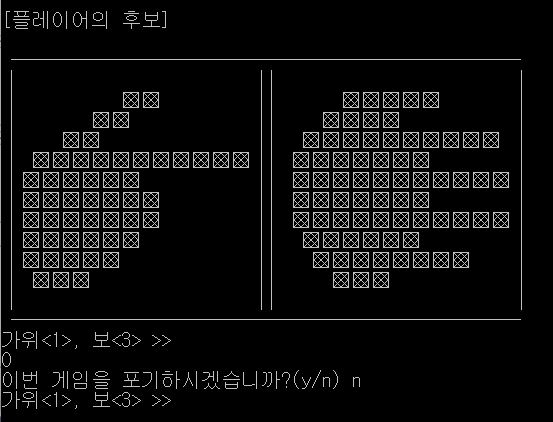 [플레이어의 후보]
가위<1>, 보<3> >>
0
이번 게임을 포기하시겠습니까?(y/n) n
가위<1>, 보<3> >>